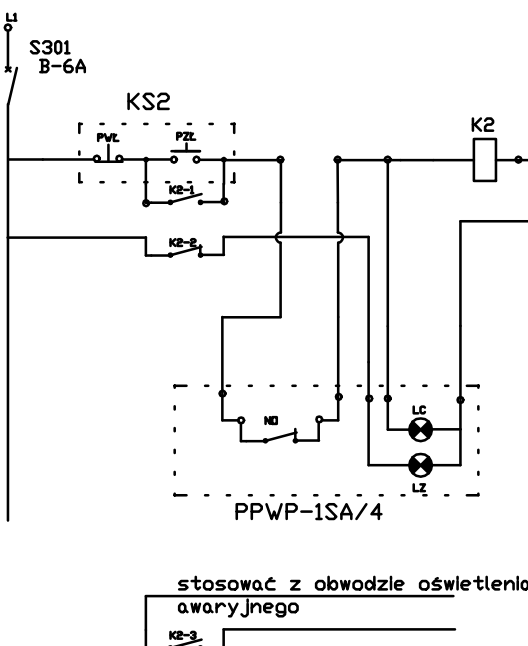 L1
S301
B-6A
KS2
PWŁ
PZŁ
K2
K2-1
K2-2
LC
NO
LZ
PPWP-1SA/4
stosować z obwodzie oświetlenia
awaryjnego
K2-3